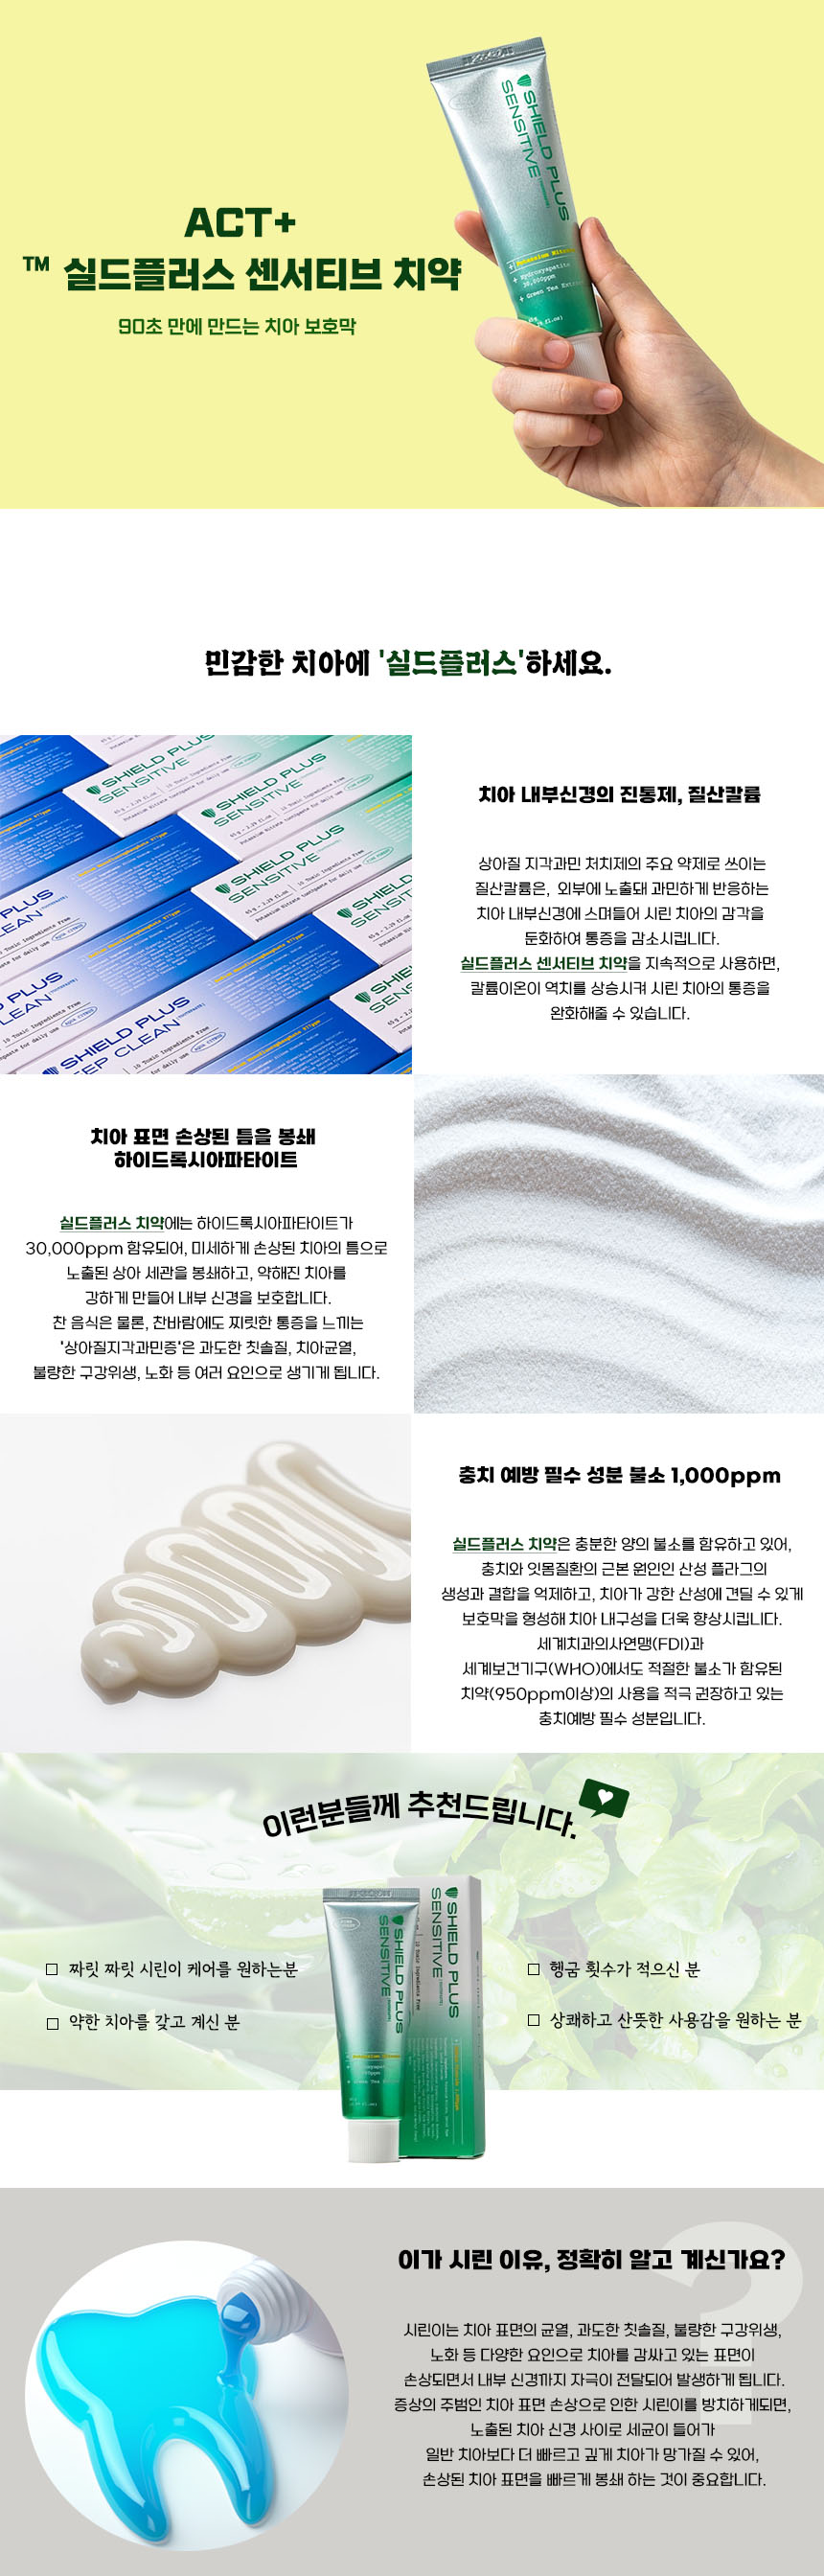 SHIELD PLUS
SENSITIVE
+ Potassium Nitrate
+ Hydroxyapatite
30,000ppm
+ Green Tea
ACT+
TM 실드플러스 센서티브 치약
90초 만에 만드는 치아 보호막
민감한 치아에 '실드플러스'하세요.
SHIELD PLUS
SENSITIVE
SHIELD PLUS
SENSITIVE
SHIELD PLUS
SENSITIVE
SHIELD PLUS
DEEP CLEAN
치아 내부신경의 진통제, 질산칼륨
상아질 지각과민 처치제의 주요 약제로 쓰이는
질산칼륨은, 외부에 노출돼 과민하게 반응하는
치아 내부신경에 스며들어 시린 치아의 감각을
둔화하여 통증을 감소시킵니다.
실드플러스 센서티브 치약을 지속적으로 사용하면,
칼륨이온이 역치를 상승시켜 시린 치아의 통증을
완화해줄 수 있습니다.
치아 표면 손상된 틈을 봉쇄
하이드록시아파타이트
실드플러스 치약에는 하이드록시아파타이트가
30,000ppm 함유되어, 미세하게 손상된 치아의 틈으로
노출된 상아 세관을 봉쇄하고, 약해진 치아를
강하게 만들어 내부 신경을 보호합니다.
찬 음식은 물론, 찬바람에도 찌릿한 통증을 느끼는
'상아질지각과민증'은 과도한 칫솔질, 치아균열,
불량한 구강위생, 노화 등 여러 요인으로 생기게 됩니다.
충치 예방 필수 성분 불소 1,000ppm
실드플러스 치약은 충분한 양의 불소를 함유하고 있어,
충치와 잇몸질환의 근본 원인인 산성 플라그의
생성과 결합을 억제하고, 치아가 강한 산성에 견딜 수 있게
보호막을 형성해 치아 내구성을 더욱 향상시킵니다.
세계치과의사연맹(FDI)과
세계보건기구(WHO)에서도 적절한 불소가 함유된
치약(950ppm이상)의 사용을 적극 권장하고 있는
충치예방 필수 성분입니다.
이런분들께 추천드립니다.
짜릿 짜릿 시린이 케어를 원하는분
약한 치아를 갖고 계신 분
SHIELD PLUS
SENSITIVE
SHIELD PLUS
SENSITIVE
헹굼 횟수가 적으신 분
상쾌하고 산뜻한 사용감을 원하는 분
이가 시린 이유, 정확히 알고 계신가요?
?
시린이는 치아 표면의 균열, 과도한 칫솔질, 불량한 구강위생,
노화 등 다양한 요인으로 치아를 감싸고 있는 표면이
손상되면서 내부 신경까지 자극이 전달되어 발생하게 됩니다.
증상의 주범인 치아 표면 손상으로 인한 시린이를 방치하게되면,
노출된 치아 신경 사이로 세균이 들어가
일반 치아보다 더 빠르고 깊게 치아가 망가질 수 있어,
손상된 치아 표면을 빠르게 봉쇄 하는 것이 중요합니다.